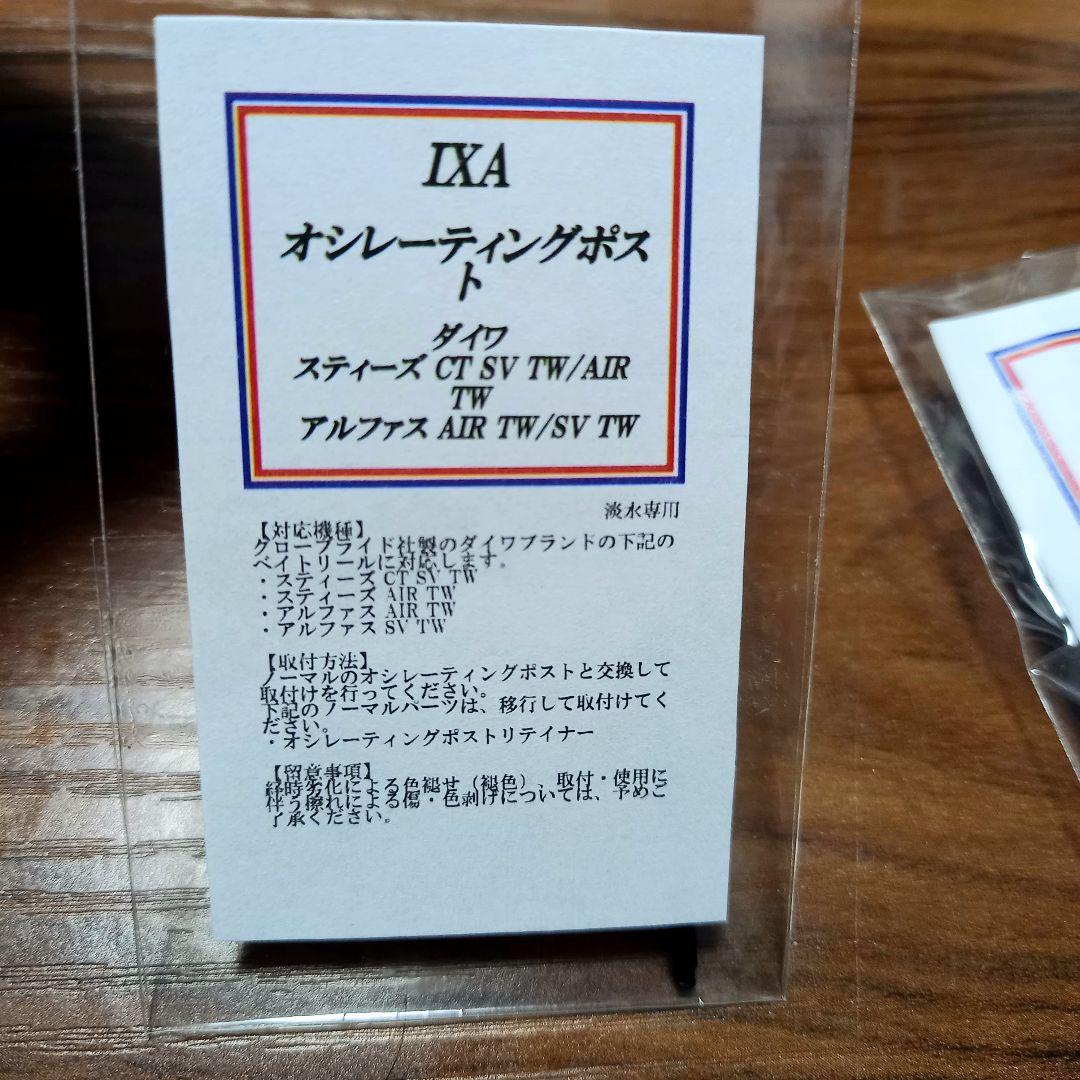 IXA
オシレーティングポス
ト
ダイワ
スティーズ CT SV TW/AIR
TW
アルファス AIR TW/SV TW
淡水専用
【対応機種】
グローブライド社製のダイワブランドの下記の
ベイトリールに対応します。
・スティーズ CT SV TW
・スティーズ AIR TW
・アルファス AIR TW
・アルファス SV TW
【取付方法】
ノーマルのオシレーティングポストと交換して
取付けを行ってください。
下記のノーマルパーツは、移行して取付けてく
ださい。
・オシレーティングポストリテイナー
【留意事項】
経時劣化による色褪せ（褪色）、取付・使用に
伴う擦れによる傷・色剥げについては、予めご
了承ください。